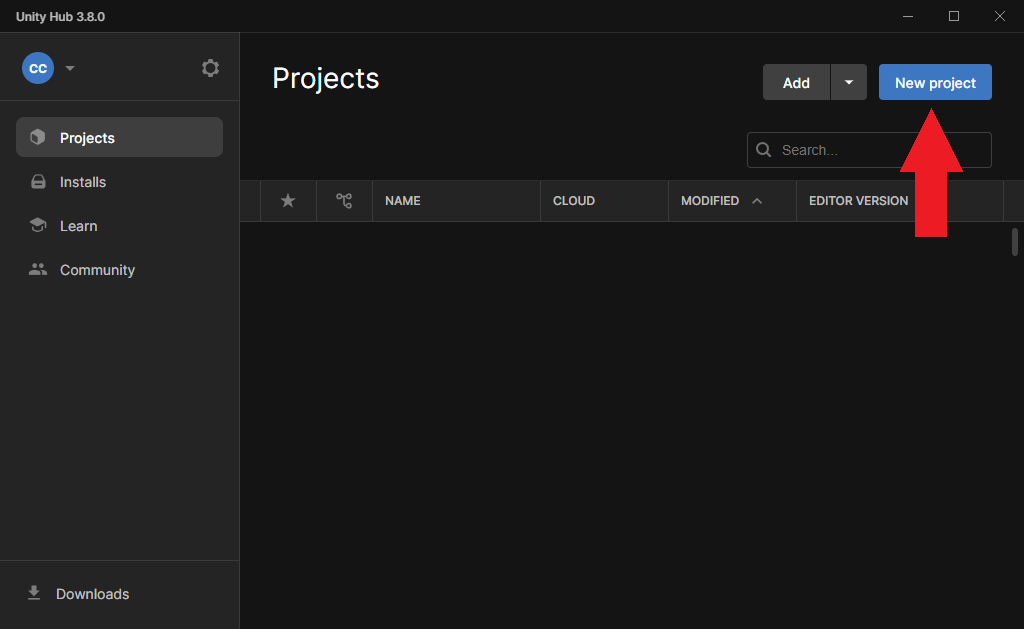 Unity Hub 3.8.0
CC
Projects
Installs
Learn
Community
Downloads
Projects
Add
New project
Search...
NAME CLOUD MODIFIED EDITOR VERSION